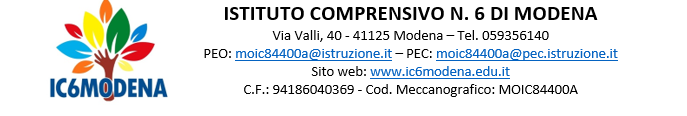 ISTITUTO COMPRENSIVO N. 6 DI MODENA
Via Valli, 40 - 41125 Modena – Tel. 059356140
PEO: moic84400a@istruzione.it – PEC: moic84400a@pec.istruzione.it
Sito web: www.ic6modena.edu.it
C.F.: 94186040369 - Cod. Meccanografico: MOIC84400A
IC6MODENA